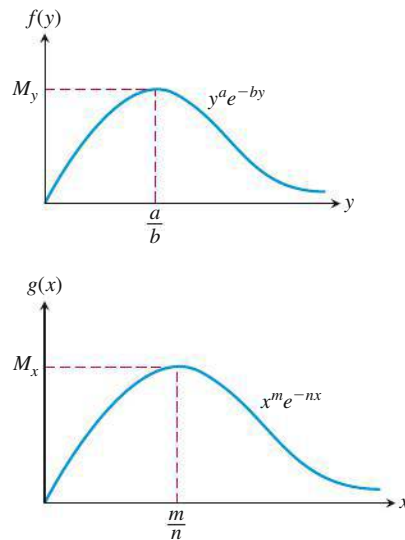 f(y)
M_y
y^a e^{-by}
y
a/b
g(x)
M_x
x^m e^{-nx}
x
m/n